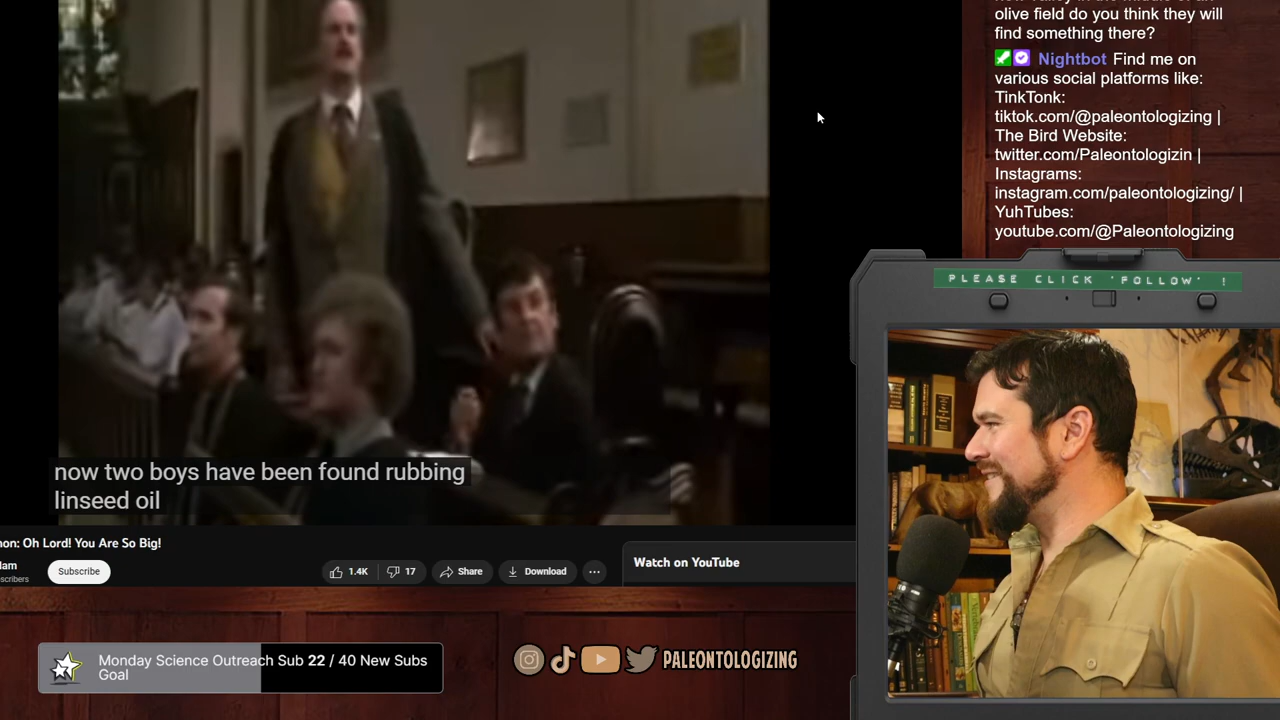 olive field do you think they will
find something there?
Nightbot Find me on
various social platforms like:
TinkTonk:
tiktok.com/@paleontologizing |
The Bird Website:
twitter.com/Paleontologizin |
Instagrams:
instagram.com/paleontologizing/ |
YuhTubes:
youtube.com/@Paleontologizing
PLEASE CLICK 'FOLLOW' !
now two boys have been found rubbing
linseed oil
non: Oh Lord! You Are So Big!
lam
scribers
Subscribe
1.4K
17
Share
Download
Watch on YouTube
Monday Science Outreach Sub 22 / 40 New Subs
Goal
PALEONTOLOGIZING